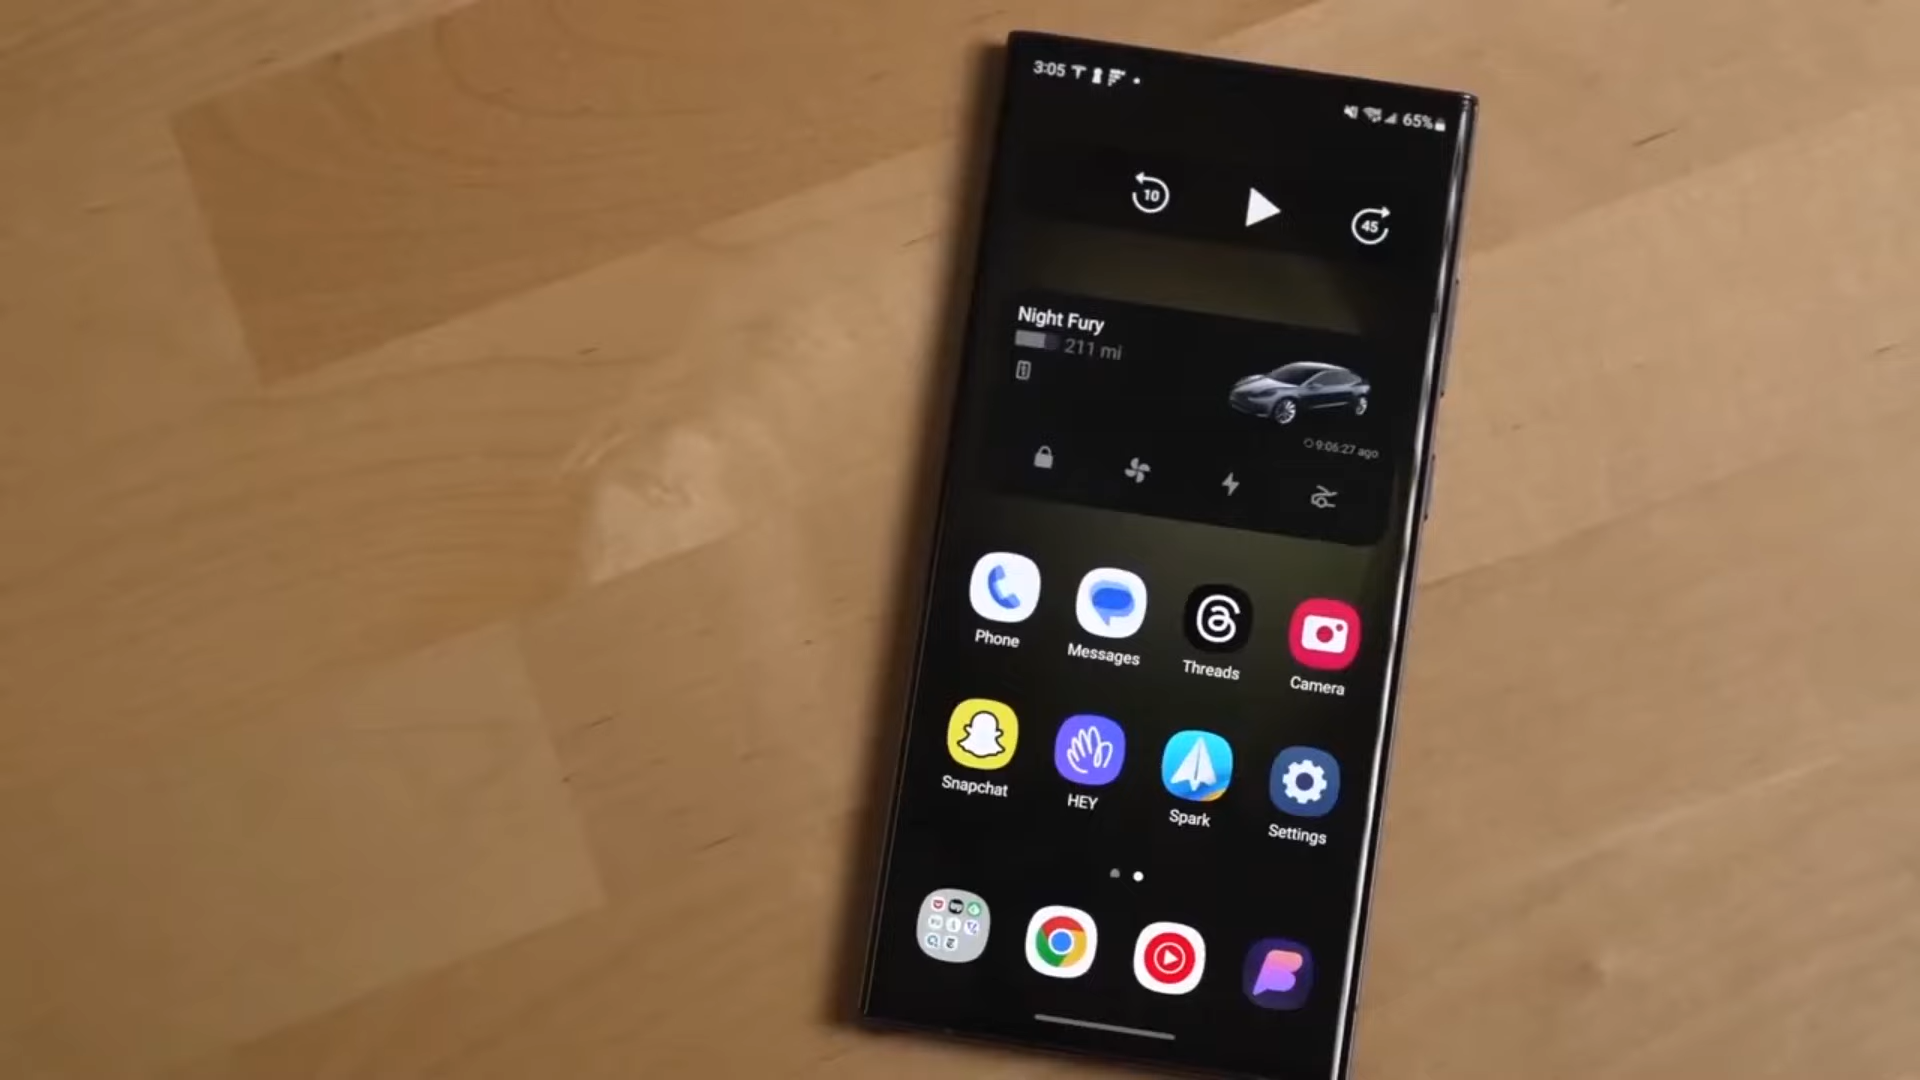 3:05
65%
10
45
Night Fury
211 mi
9:05:27 ago
Phone
Messages
Threads
Camera
Snapchat
HEY
Spark
Settings